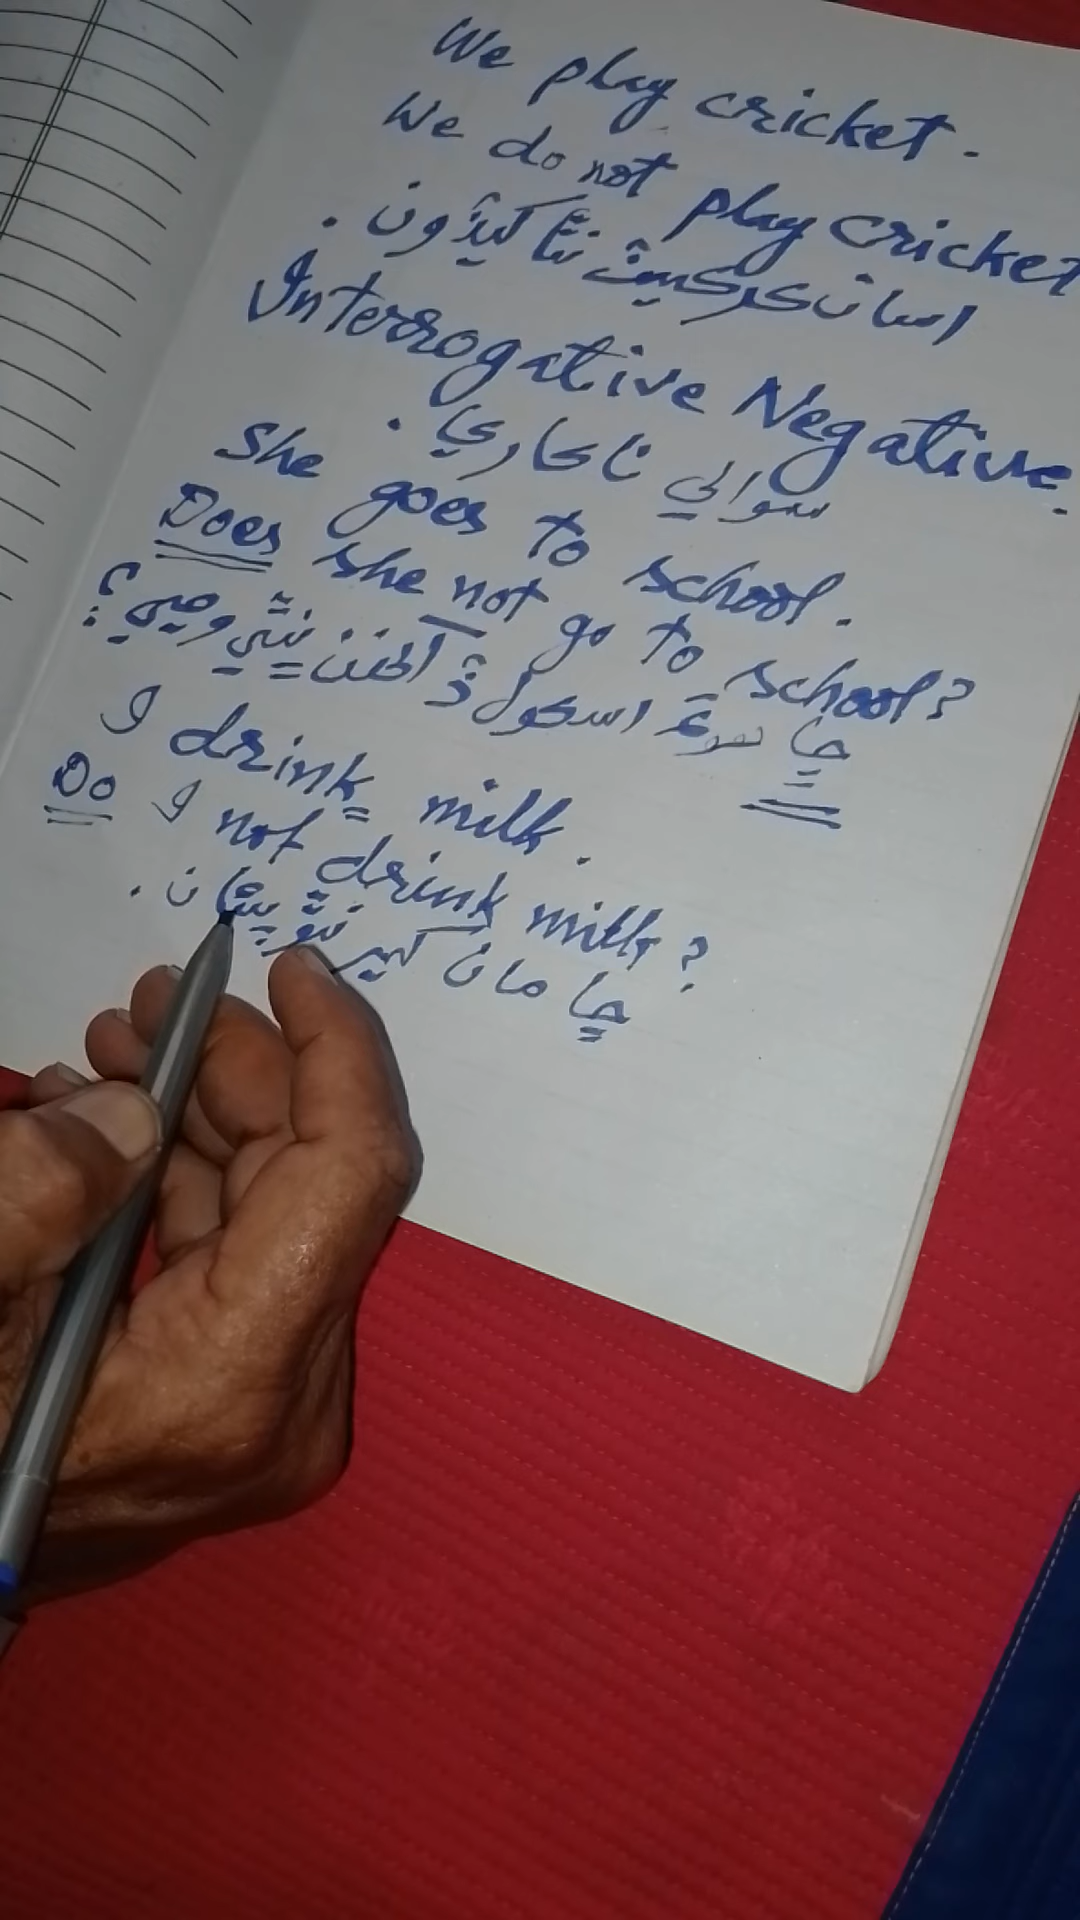 We play cricket.
We do not play cricket
اسان ڪرڪيٽ نٿا کيڏون.
Interrogative Negative.
سوالي ناڪاري.
She goes to school.
Does she not go to school?
ڇا هوءَ اسڪول ڏانهن نٿي وڃي؟
I drink milk.
Do I not drink milk?
ڇا مان کير نٿو پيئان.